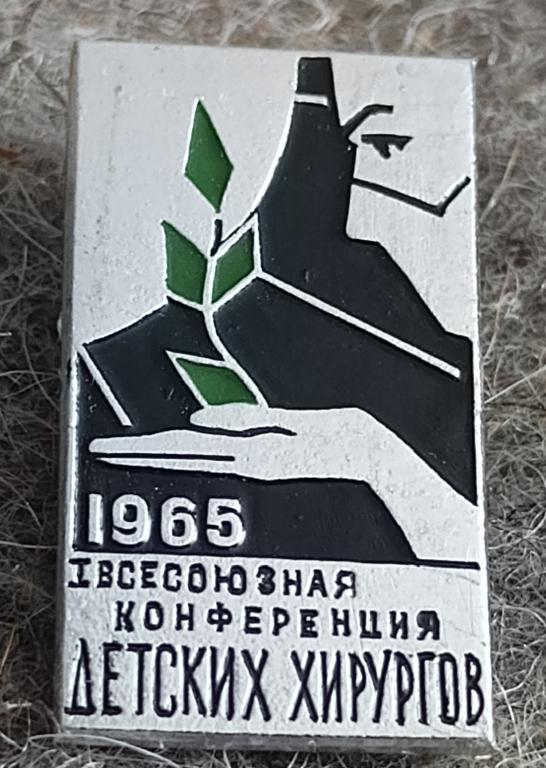 1965
I ВСЕСОЮЗНАЯ
КОНФЕРЕНЦИЯ
ДЕТСКИХ ХИРУРГОВ